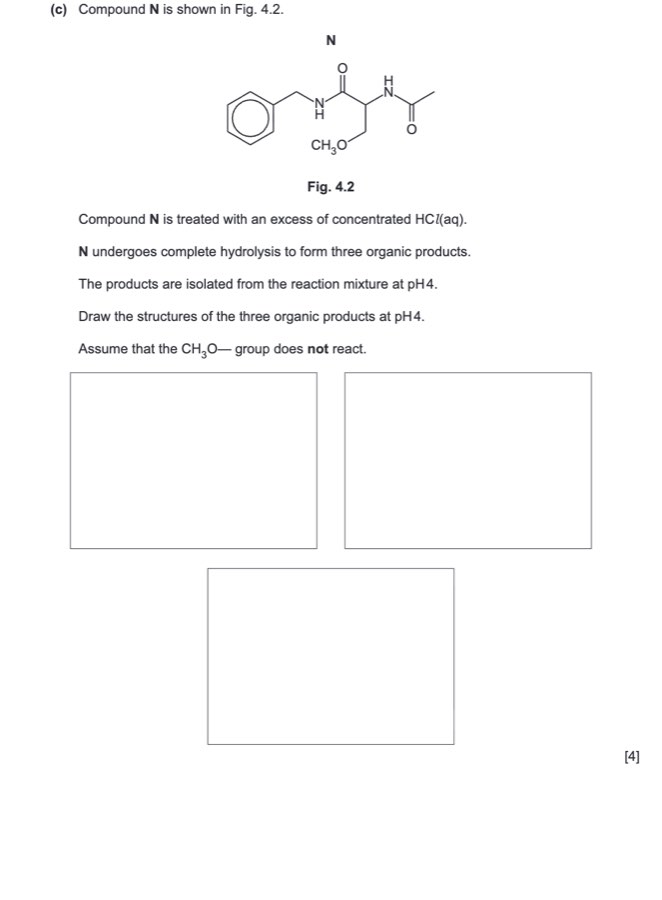 (c) Compound N is shown in Fig. 4.2.
N
O
H
N
N
H
O
CH₃O
Fig. 4.2
Compound N is treated with an excess of concentrated HCl(aq).
N undergoes complete hydrolysis to form three organic products.
The products are isolated from the reaction mixture at pH4.
Draw the structures of the three organic products at pH4.
Assume that the CH₃O— group does not react.
[4]